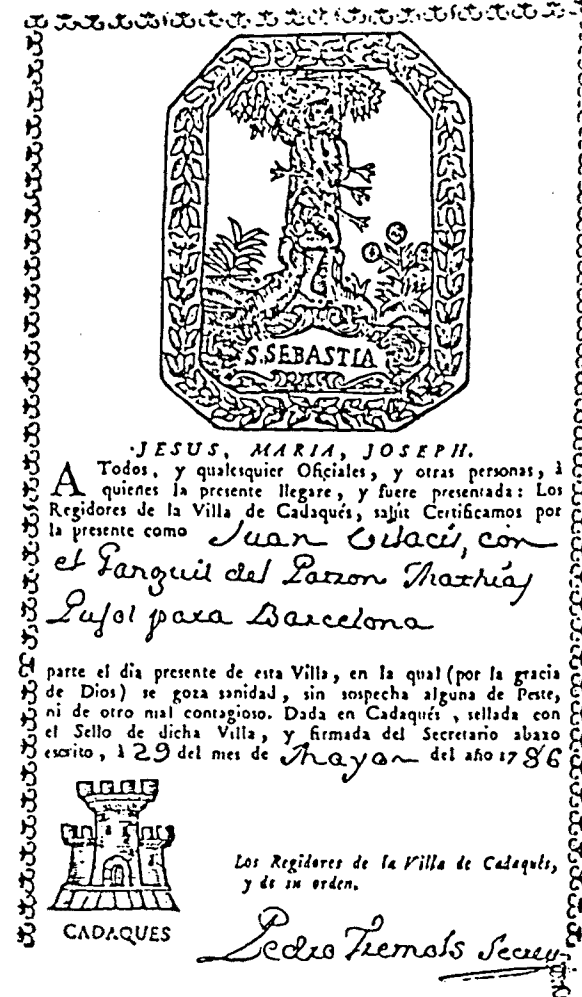 S. SEBASTIA
JESUS, MARIA, JOSEPH.
A Todos, y qualesquier Oficiales, y otras personas, à
quienes la presente llegare, y fuere presentada: Los
Regidores de la Villa de Cadaqués, salut Certificamos por
la presente como Juan Vilacís, con
el Ganguil del Patron Mathias
Pujol para Barcelona
parte el dia presente de esta Villa, en la qual (por la gracia
de Dios) se goza sanidad, sin sospecha alguna de Peste,
ni de otro mal contagioso. Dada en Cadaqués, sellada con
el Sello de dicha Villa, y firmada del Secretario abaxo
escrito, à 29 del mes de Mayo del año 1786
Los Regidores de la Villa de Cadaqués,
y de su orden.
CADAQUES
Pedro Tremols Secret